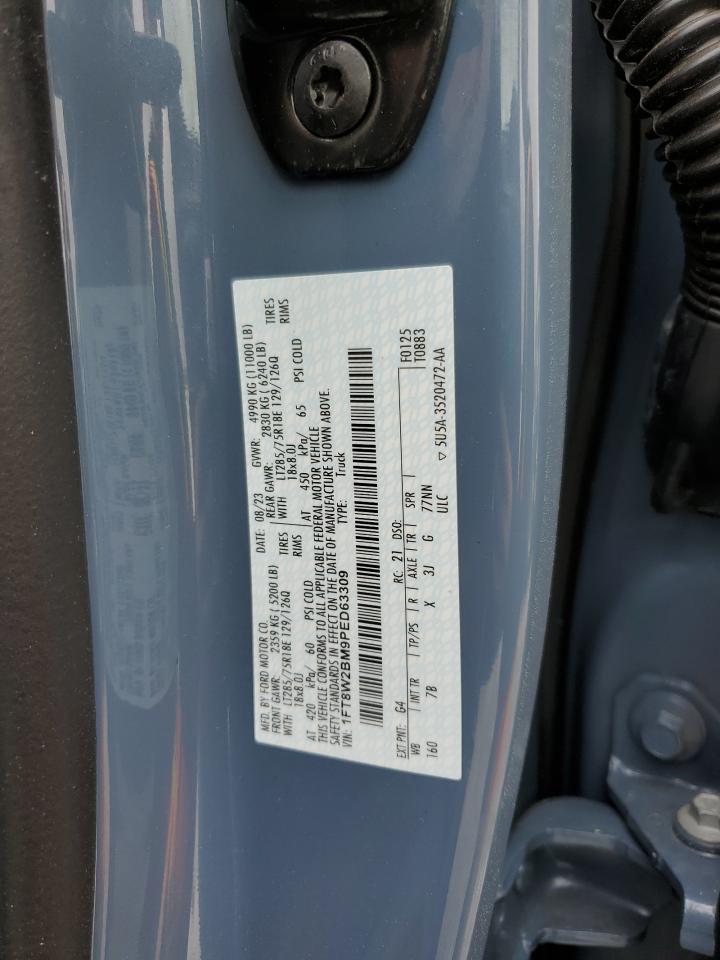 MFD. BY FORD MOTOR CO.
DATE: 08/23 GVWR: 4990 KG (11000 LB)
FRONT GAWR: 2359 KG ( 5200 LB) REAR GAWR: 2830 KG ( 6240 LB)
WITH LT285/75R18E 129/126Q TIRES WITH LT285/75R18E 129/126Q TIRES
18x8.0J RIMS 18x8.0J RIMS
AT 420 kPa/ 60 PSI COLD AT 450 kPa/ 65 PSI COLD
THIS VEHICLE CONFORMS TO ALL APPLICABLE FEDERAL MOTOR VEHICLE
SAFETY STANDARDS IN EFFECT ON THE DATE OF MANUFACTURE SHOWN ABOVE.
VIN: 1FT8W2BM9PED63309 TYPE: Truck
F0125
EXT PNT: G4 RC: 21 DSO: T0883
WB INT TR TP/PS R AXLE TR SPR
160 7B X 3J G 77NN
ULC ▽ 5U5A-3520472-AA